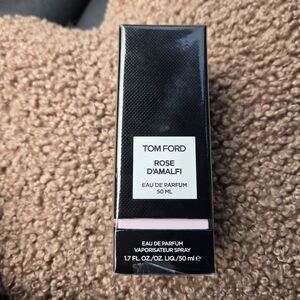 TOM FORD
ROSE
D'AMALFI
EAU DE PARFUM
50 ML
EAU DE PARFUM
VAPORISATEUR SPRAY
1.7 FL. OZ./OZ. LIQ./50 ml ℮